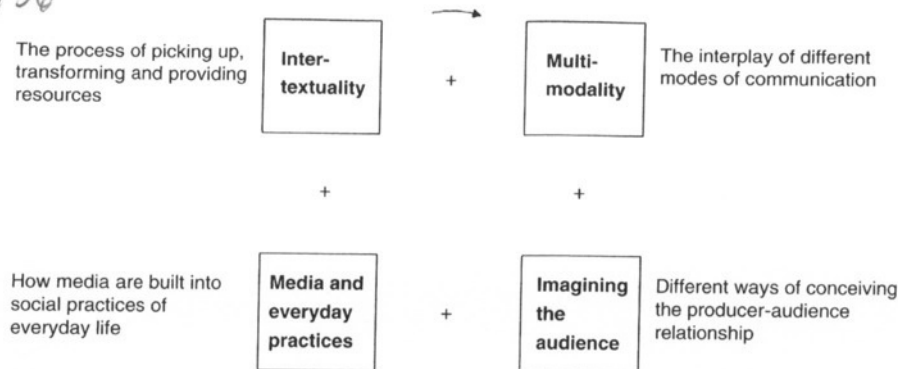 The process of picking up,
transforming and providing
resources
Inter-
textuality
+
Multi-
modality
The interplay of different
modes of communication
+
+
How media are built into
social practices of
everyday life
Media and
everyday
practices
+
Imagining
the
audience
Different ways of conceiving
the producer-audience
relationship